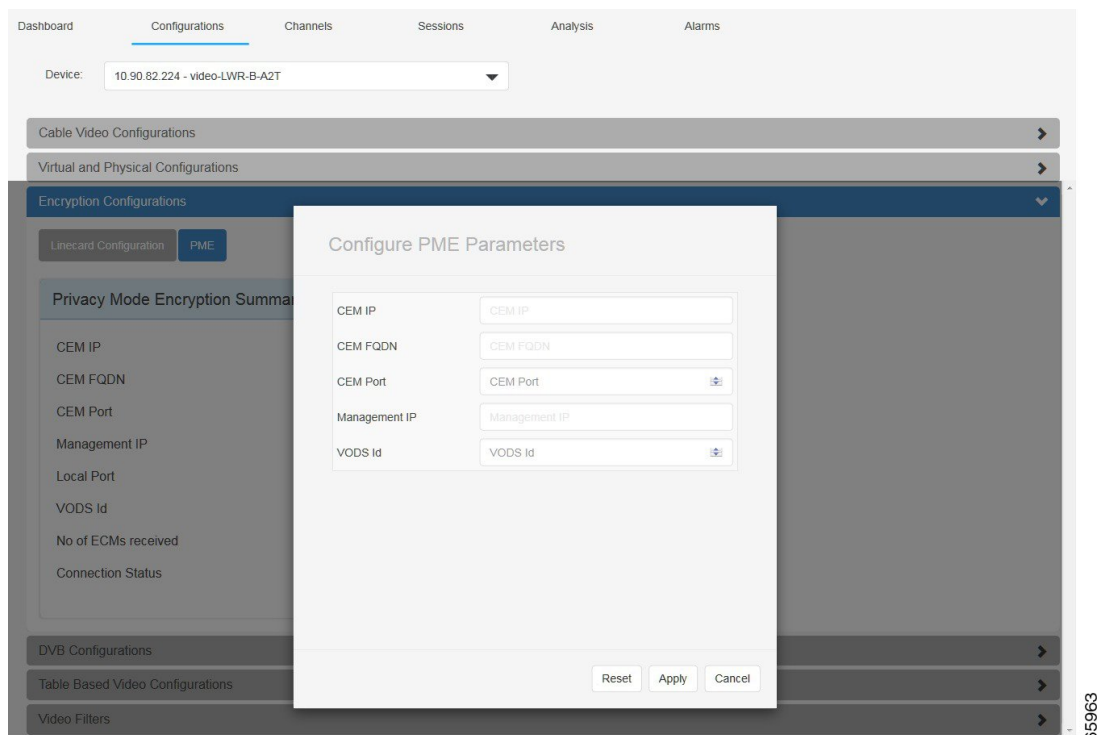 Dashboard Configurations Channels Sessions Analysis Alarms
Device: 10.90.82.224 - video-LWR-B-A2T
Cable Video Configurations
Virtual and Physical Configurations
Encryption Configurations
Linecard Configuration PME
Privacy Mode Encryption Summa
CEM IP
CEM FQDN
CEM Port
Management IP
Local Port
VODS Id
No of ECMs received
Connection Status
Configure PME Parameters
CEM IP CEM IP
CEM FQDN CEM FQDN
CEM Port CEM Port
Management IP Management IP
VODS Id VODS Id
Reset Apply Cancel
DVB Configurations
Table Based Video Configurations
Video Filters